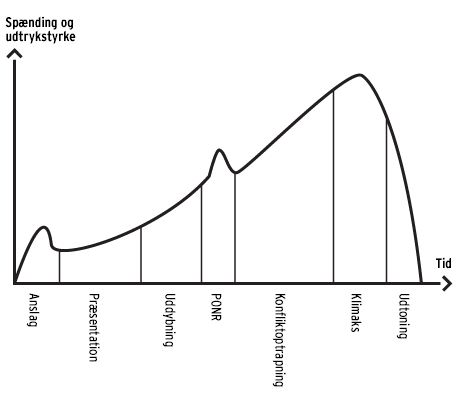 Spænding og
udtrykstyrke
Tid
Anslag
Præsentation
Uddybning
PONR
Konfliktoptrapning
Klimaks
Udtoning